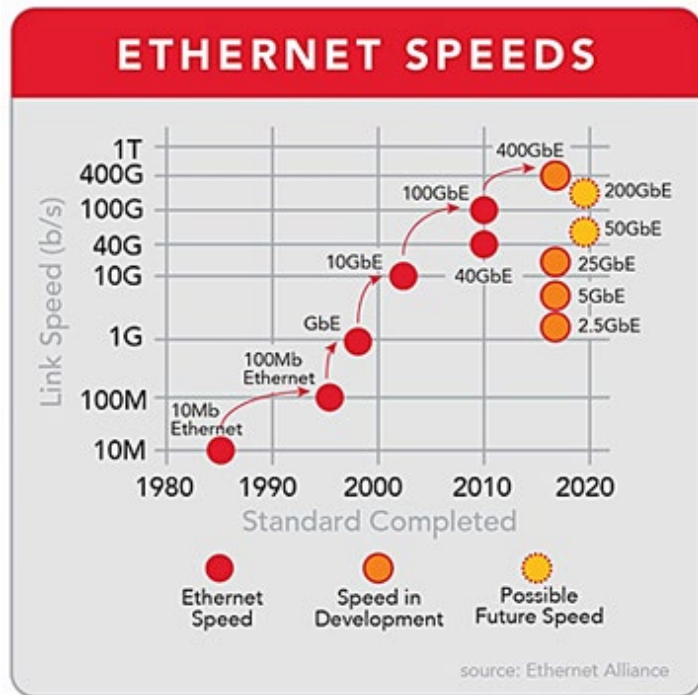 ETHERNET SPEEDS
Link Speed (b/s)
1T
400G
100G
40G
10G
1G
100M
10M
400GbE
100GbE
200GbE
50GbE
10GbE
40GbE
25GbE
5GbE
GbE
2.5GbE
100Mb
Ethernet
10Mb
Ethernet
1980 1990 2000 2010 2020
Standard Completed
Ethernet
Speed
Speed in
Development
Possible
Future Speed
source: Ethernet Alliance